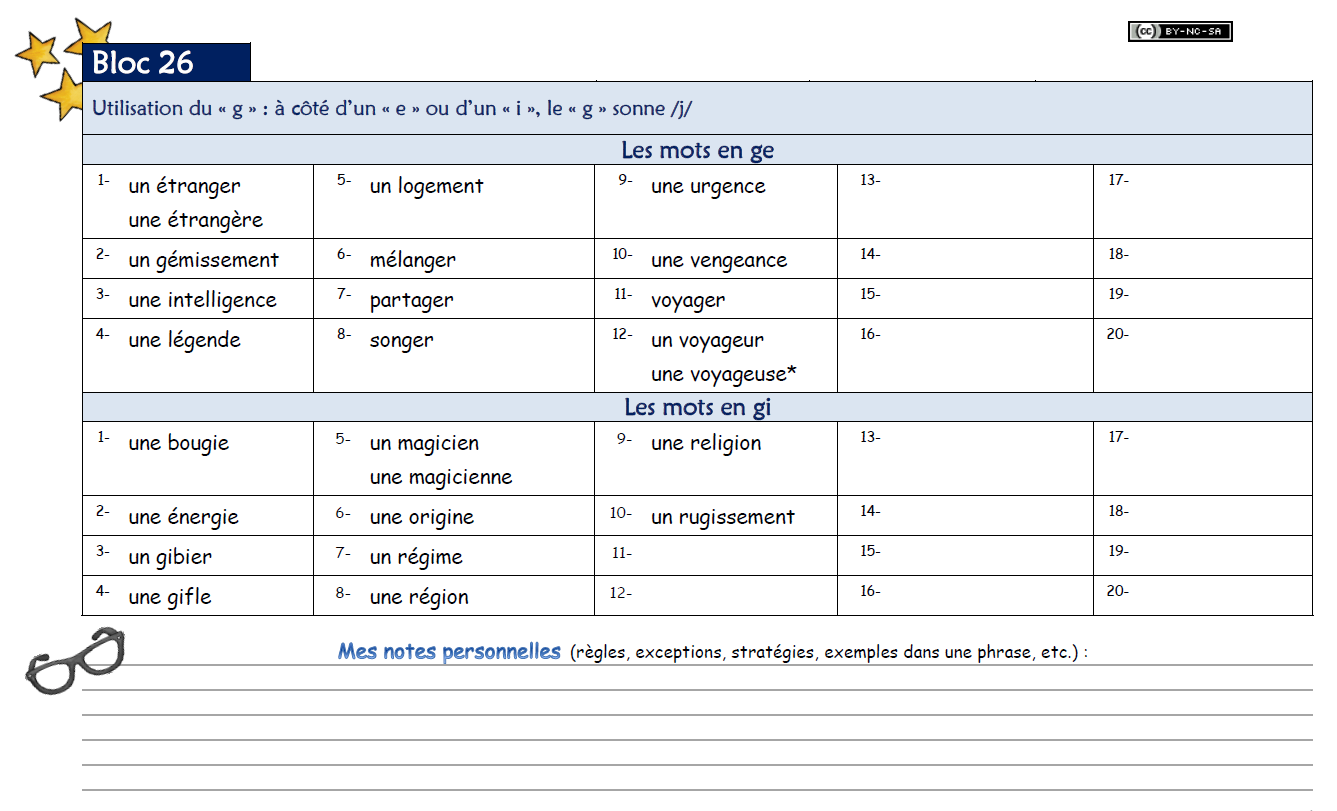 (cc) BY-NC-SA
Bloc 26
Utilisation du « g » : à côté d’un « e » ou d’un « i », le « g » sonne /j/
Les mots en ge
1- un étranger
une étrangère
5- un logement
9- une urgence
13-
17-
2- un gémissement
6- mélanger
10- une vengeance
14-
18-
3- une intelligence
7- partager
11- voyager
15-
19-
4- une légende
8- songer
12- un voyageur
une voyageuse*
16-
20-
Les mots en gi
1- une bougie
5- un magicien
une magicienne
9- une religion
13-
17-
2- une énergie
6- une origine
10- un rugissement
14-
18-
3- un gibier
7- un régime
11-
15-
19-
4- une gifle
8- une région
12-
16-
20-
Mes notes personnelles (règles, exceptions, stratégies, exemples dans une phrase, etc.) :